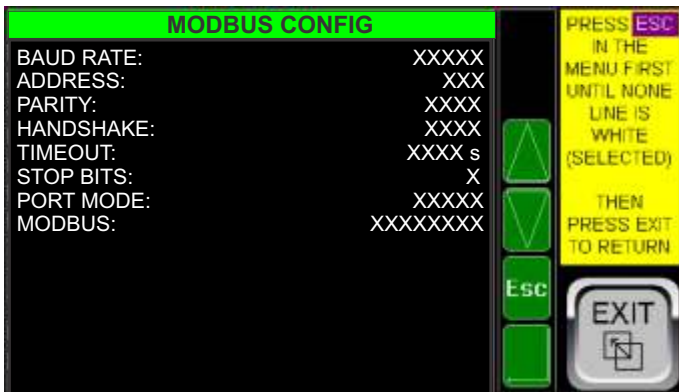 MODBUS CONFIG
BAUD RATE: XXXXX
ADDRESS: XXX
PARITY: XXXX
HANDSHAKE: XXXX
TIMEOUT: XXXX s
STOP BITS: X
PORT MODE: XXXXX
MODBUS: XXXXXXXX
Esc
PRESS ESC
IN THE
MENU FIRST
UNTIL NONE
LINE IS
WHITE
(SELECTED)
THEN
PRESS EXIT
TO RETURN
EXIT